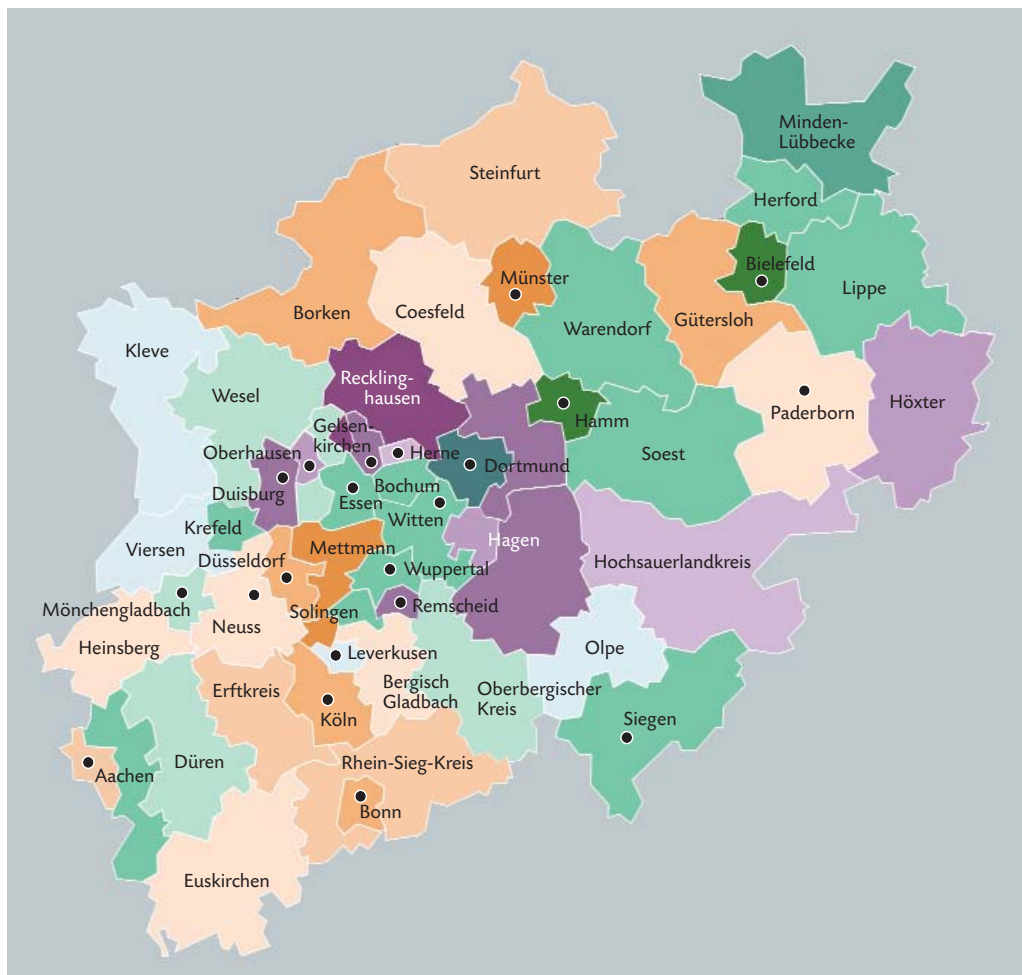 Minden-
Lübbecke
Steinfurt
Herford
Bielefeld
Münster
Lippe
Borken
Coesfeld
Warendorf
Gütersloh
Kleve
Reckling-
hausen
Wesel
Höxter
Paderborn
Gelsen-
kirchen
Hamm
Oberhausen
Herne
Soest
Dortmund
Duisburg
Bochum
Essen
Krefeld
Witten
Hagen
Viersen
Mettmann
Düsseldorf
Hochsauerlandkreis
Wuppertal
Mönchengladbach
Solingen
Remscheid
Neuss
Heinsberg
Leverkusen
Olpe
Bergisch
Gladbach
Erftkreis
Oberbergischer
Kreis
Köln
Siegen
Düren
Rhein-Sieg-Kreis
Aachen
Bonn
Euskirchen